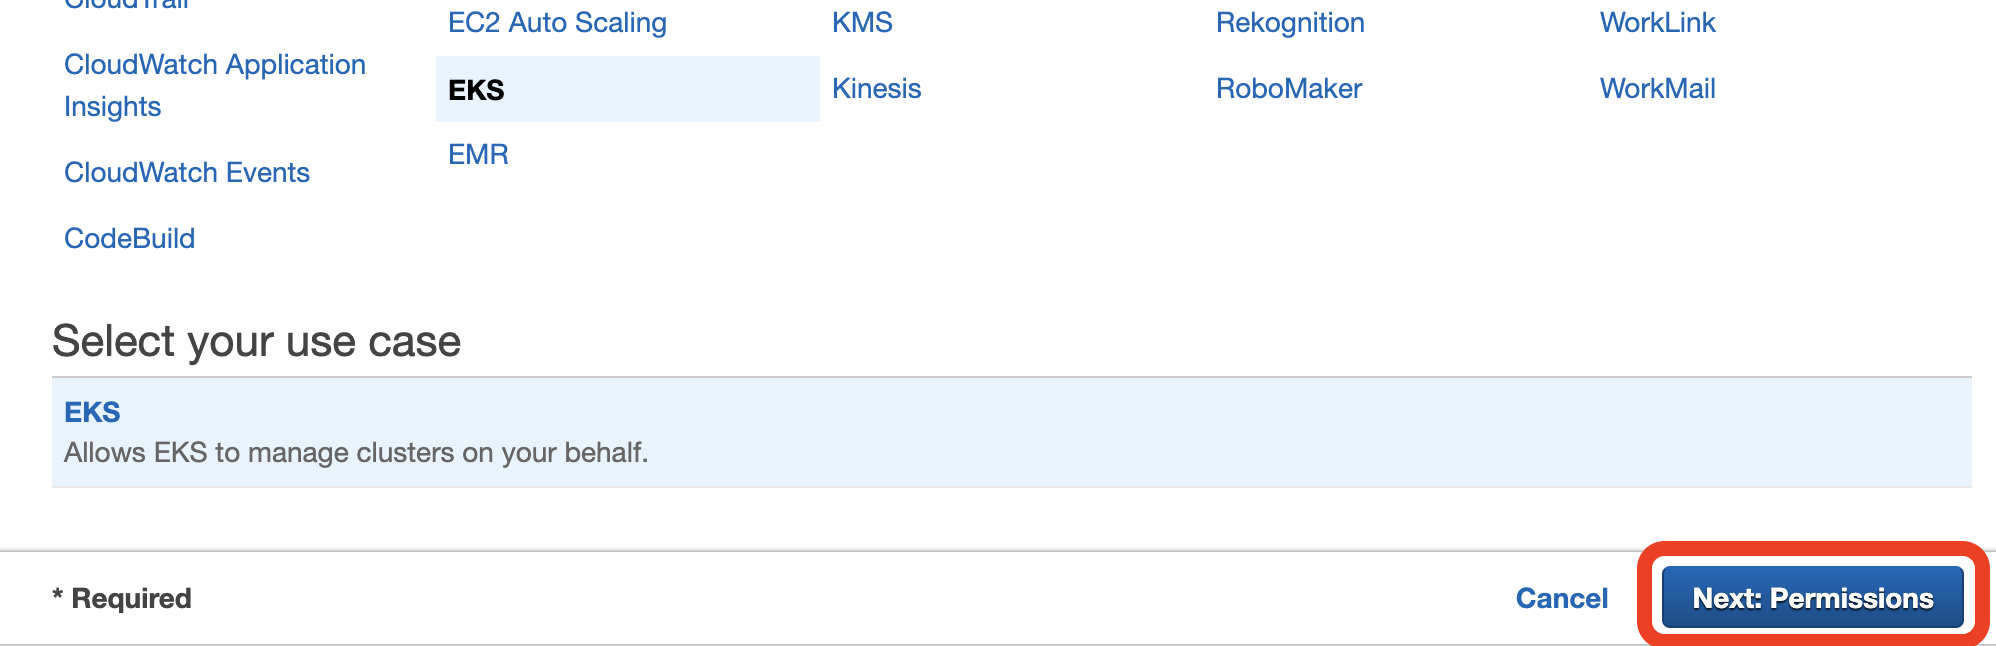 CloudTrail
CloudWatch Application
Insights
CloudWatch Events
CodeBuild
EC2 Auto Scaling
EKS
EMR
KMS
Kinesis
Rekognition
RoboMaker
WorkLink
WorkMail
Select your use case
EKS
Allows EKS to manage clusters on your behalf.
* Required
Cancel
Next: Permissions